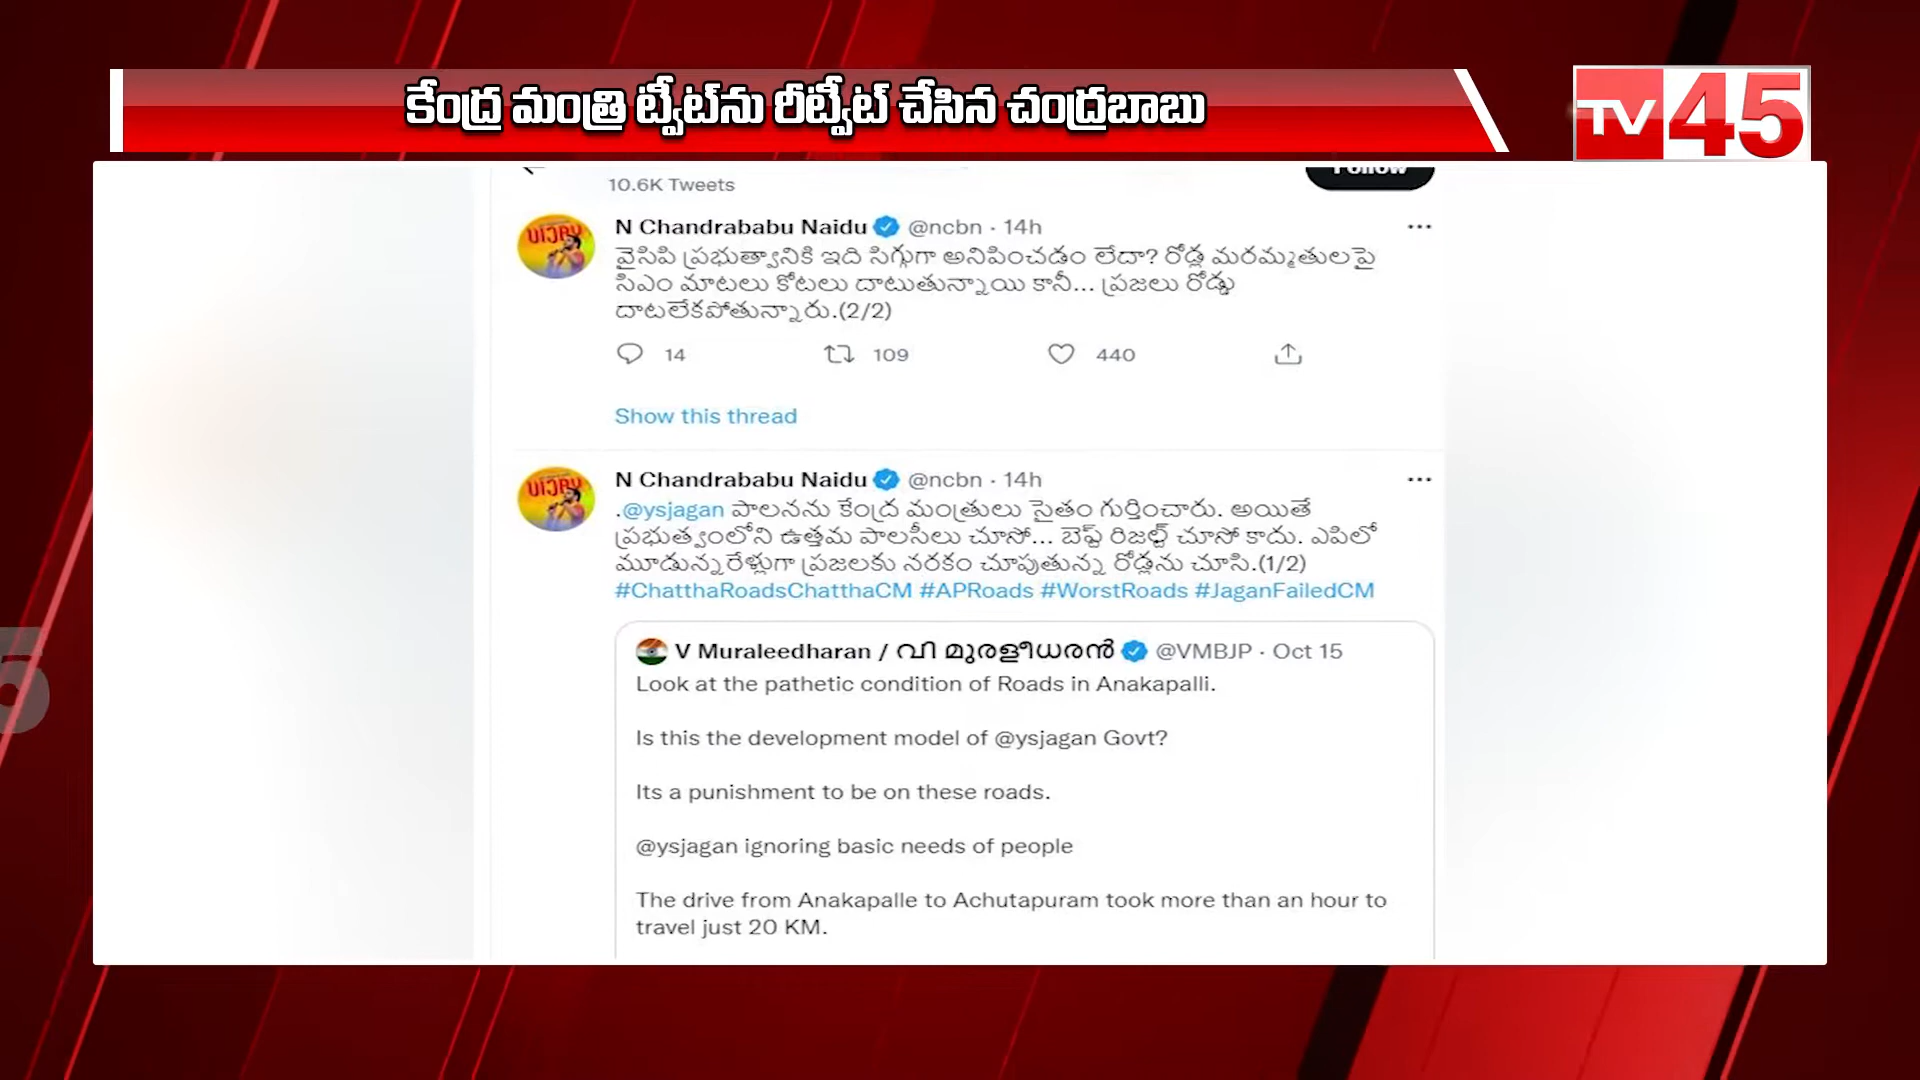 కేంద్ర మంత్రి ట్వీట్‌ను రీట్వీట్ చేసిన చంద్రబాబు
TV 45
10.6K Tweets
Follow
N Chandrababu Naidu @ncbn · 14h
వైసిపి ప్రభుత్వానికి ఇది సిగ్గుగా అనిపించడం లేదా? రోడ్ల మరమ్మతులపై
సిఎం మాటలు కోటలు దాటుతున్నాయి కానీ... ప్రజలు రోడ్డు
దాటలేకపోతున్నారు.(2/2)
14 109 440
Show this thread
N Chandrababu Naidu @ncbn · 14h
.@ysjagan పాలనను కేంద్ర మంత్రులు సైతం గుర్తించారు. అయితే
ప్రభుత్వంలోని ఉత్తమ పాలసీలు చూసో... బెస్ట్ రిజల్ట్ చూసో కాదు. ఎపిలో
మూడున్నరేళ్లుగా ప్రజలకు నరకం చూపుతున్న రోడ్లను చూసి.(1/2)
#ChatthaRoadsChatthaCM #APRoads #WorstRoads #JaganFailedCM
V Muraleedharan / വി മുരളീധരൻ @VMBJP · Oct 15
Look at the pathetic condition of Roads in Anakapalli.
Is this the development model of @ysjagan Govt?
Its a punishment to be on these roads.
@ysjagan ignoring basic needs of people
The drive from Anakapalle to Achutapuram took more than an hour to
travel just 20 KM.